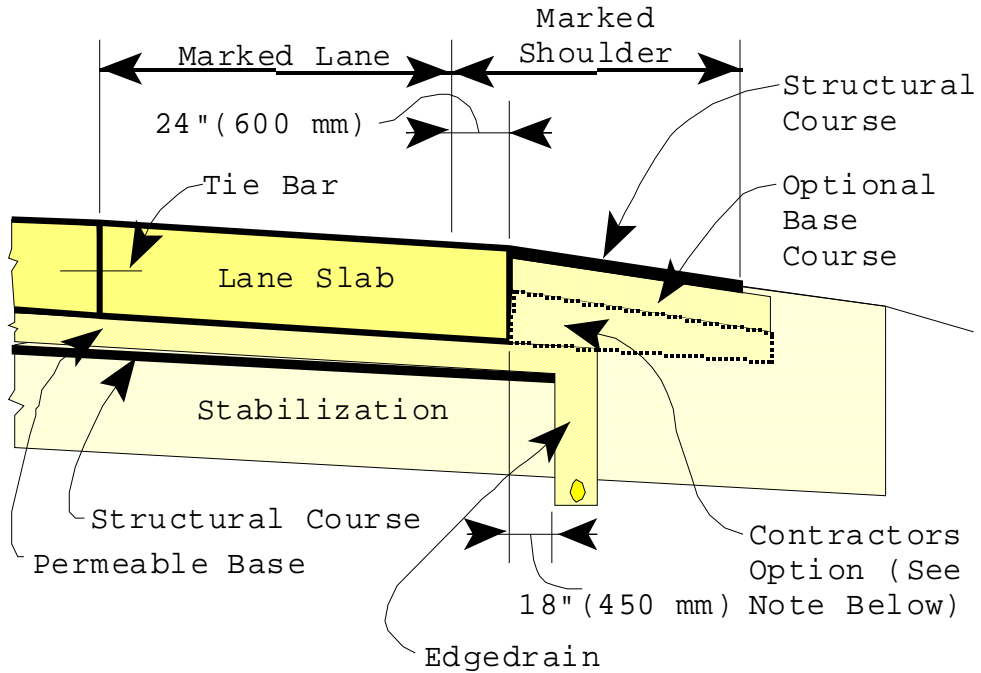 Marked Lane
Marked
Shoulder
24"(600 mm)
Structural
Course
Tie Bar
Optional
Base
Course
Lane Slab
Stabilization
Structural Course
Permeable Base
18"(450 mm)
Contractors
Option (See
Note Below)
Edgedrain